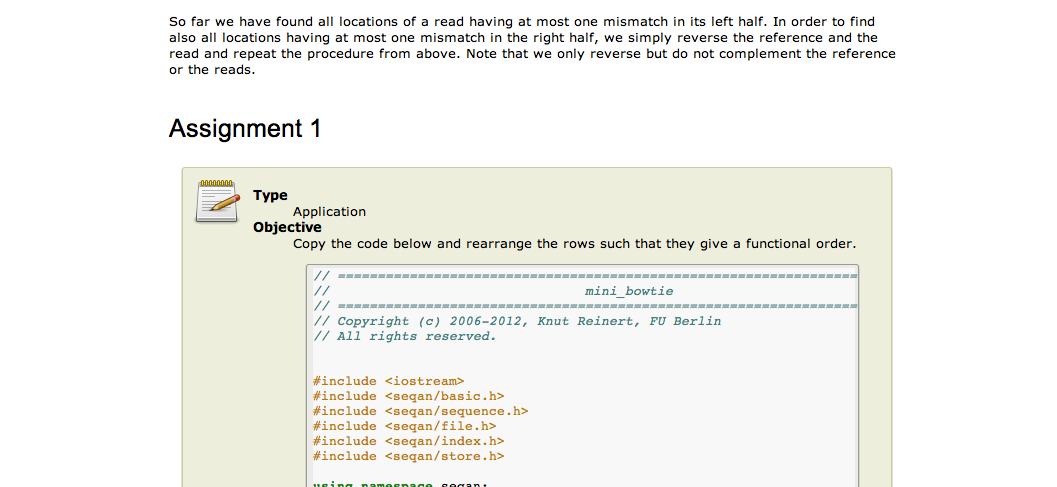 So far we have found all locations of a read having at most one mismatch in its left half. In order to find
also all locations having at most one mismatch in the right half, we simply reverse the reference and the
read and repeat the procedure from above. Note that we only reverse but do not complement the reference
or the reads.
Assignment 1
Type
Application
Objective
Copy the code below and rearrange the rows such that they give a functional order.
// =================================================================
// mini_bowtie
// =================================================================
// Copyright (c) 2006-2012, Knut Reinert, FU Berlin
// All rights reserved.
#include <iostream>
#include <seqan/basic.h>
#include <seqan/sequence.h>
#include <seqan/file.h>
#include <seqan/index.h>
#include <seqan/store.h>
using namespace seqan;